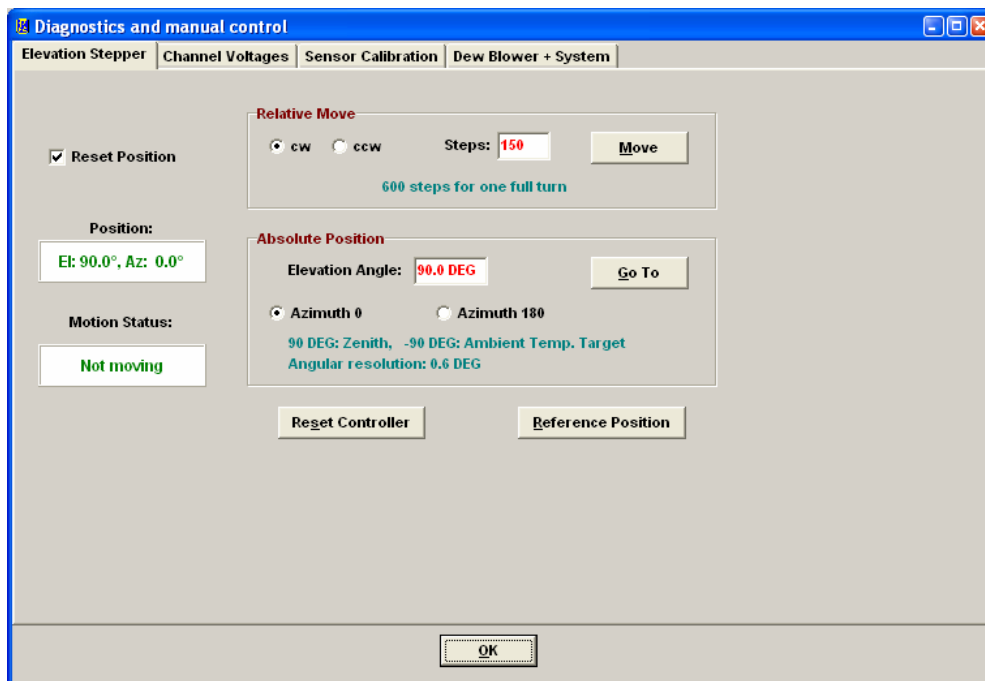 Diagnostics and manual control
Elevation Stepper Channel Voltages Sensor Calibration Dew Blower + System
Relative Move
Reset Position
cw ccw Steps: 150 Move
600 steps for one full turn
Position:
El: 90.0°, Az: 0.0°
Absolute Position
Elevation Angle: 90.0 DEG Go To
Azimuth 0 Azimuth 180
Motion Status:
Not moving
90 DEG: Zenith, -90 DEG: Ambient Temp. Target
Angular resolution: 0.6 DEG
Reset Controller Reference Position
OK